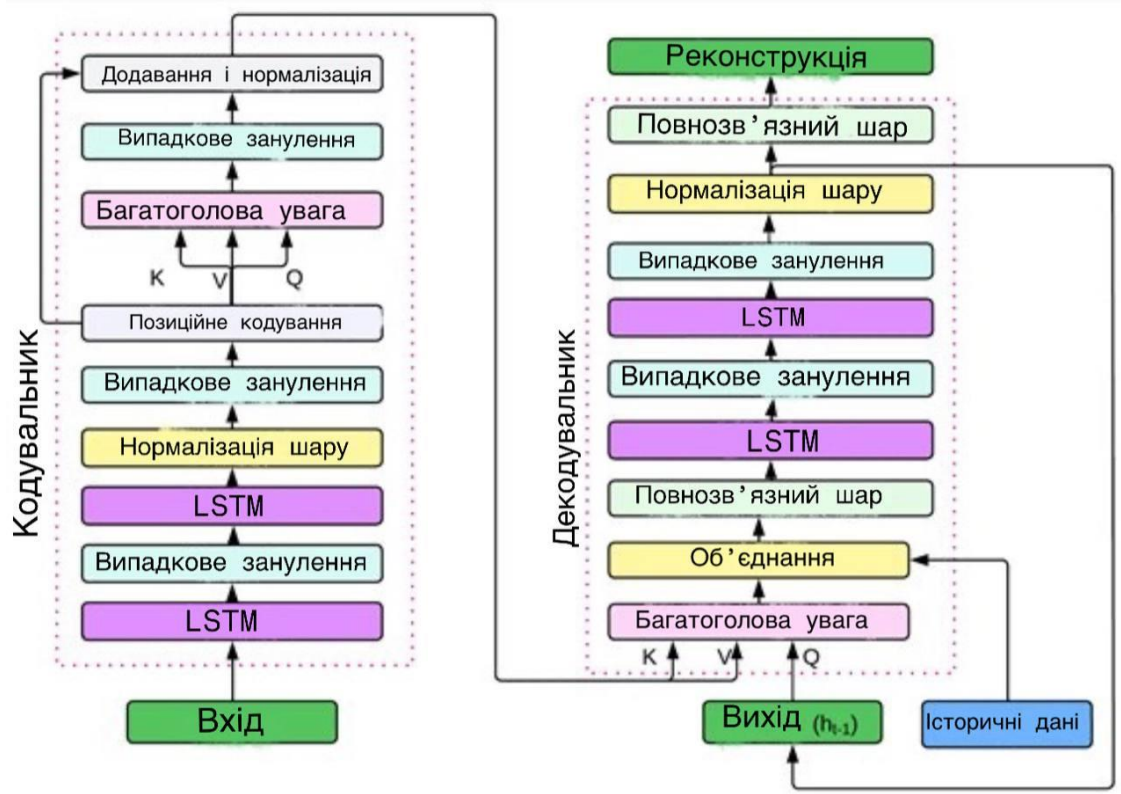 Кодувальник
Додавання і нормалізація
Випадкове занулення
Багатоголова увага
K V Q
Позиційне кодування
Випадкове занулення
Нормалізація шару
LSTM
Випадкове занулення
LSTM
Вхід
Декодувальник
Реконструкція
Повнозв’язний шар
Нормалізація шару
Випадкове занулення
LSTM
Випадкове занулення
LSTM
Повнозв’язний шар
Об’єднання
Багатоголова увага
K V Q
Вихід (hₜ₋₁)
Історичні дані